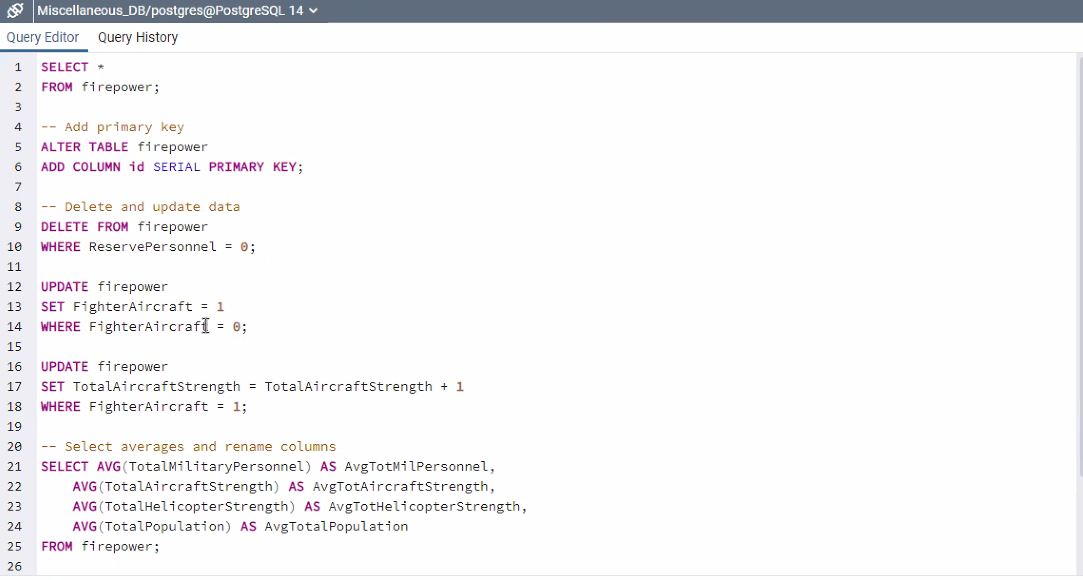 Miscellaneous_DB/postgres@PostgreSQL 14
Query Editor Query History
1 SELECT *
2 FROM firepower;
3
4 -- Add primary key
5 ALTER TABLE firepower
6 ADD COLUMN id SERIAL PRIMARY KEY;
7
8 -- Delete and update data
9 DELETE FROM firepower
10 WHERE ReservePersonnel = 0;
11
12 UPDATE firepower
13 SET FighterAircraft = 1
14 WHERE FighterAircraft = 0;
15
16 UPDATE firepower
17 SET TotalAircraftStrength = TotalAircraftStrength + 1
18 WHERE FighterAircraft = 1;
19
20 -- Select averages and rename columns
21 SELECT AVG(TotalMilitaryPersonnel) AS AvgTotMilPersonnel,
22 AVG(TotalAircraftStrength) AS AvgTotAircraftStrength,
23 AVG(TotalHelicopterStrength) AS AvgTotHelicopterStrength,
24 AVG(TotalPopulation) AS AvgTotalPopulation
25 FROM firepower;
26